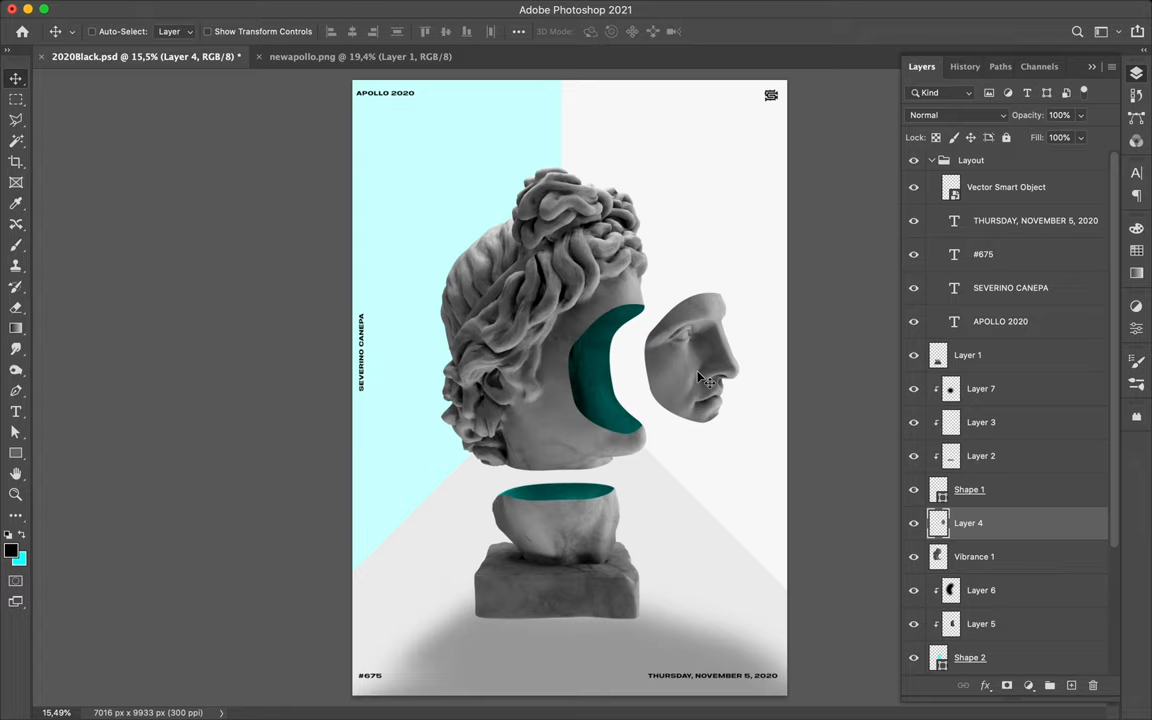 Adobe Photoshop 2021
Auto-Select: Layer Show Transform Controls 3D Mode:
2020Black.psd @ 15,5% (Layer 4, RGB/8) * newapollo.png @ 19,4% (Layer 1, RGB/8)
Layers History Paths Channels
Kind
Normal Opacity: 100%
Lock: Fill: 100%
Layout
Vector Smart Object
THURSDAY, NOVEMBER 5, 2020
#675
SEVERINO CANEPA
APOLLO 2020
Layer 1
Layer 7
Layer 3
Layer 2
Shape 1
Layer 4
Vibrance 1
Layer 6
Layer 5
Shape 2
APOLLO 2020
SEVERINO CANEPA
#675 THURSDAY, NOVEMBER 5, 2020
15,49% 7016 px x 9933 px (300 ppi)